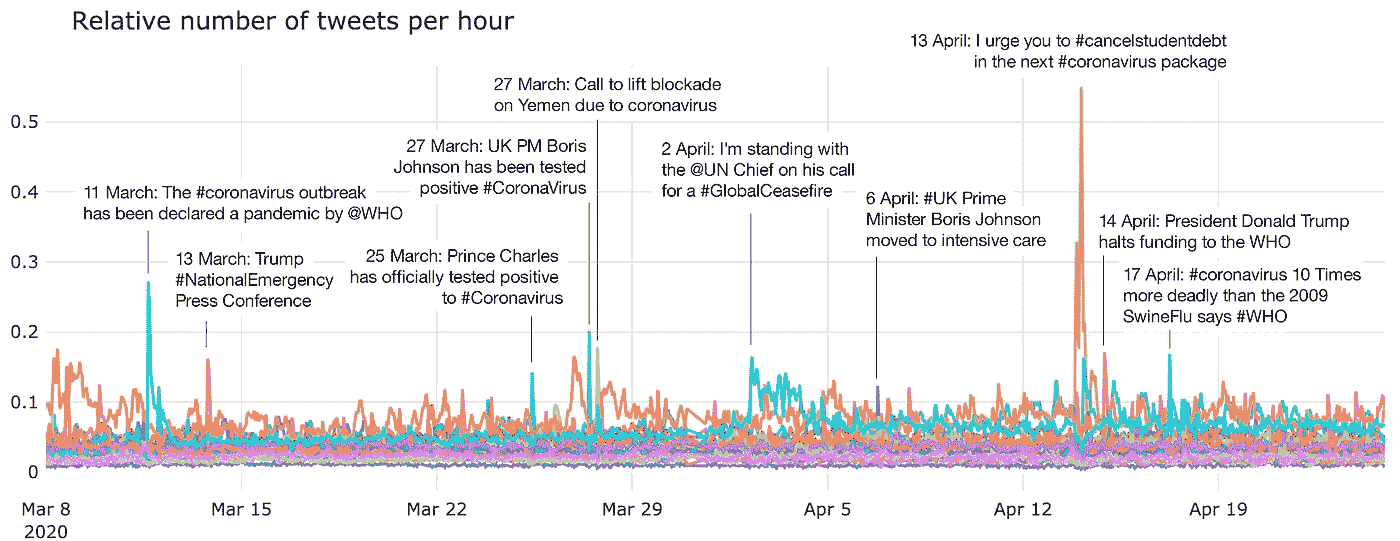 Relative number of tweets per hour
13 April: I urge you to #cancelstudentdebt
in the next #coronavirus package
27 March: Call to lift blockade
on Yemen due to coronavirus
27 March: UK PM Boris
Johnson has been tested
positive #CoronaVirus
2 April: I'm standing with
the @UN Chief on his call
for a #GlobalCeasefire
11 March: The #coronavirus outbreak
has been declared a pandemic by @WHO
6 April: #UK Prime
Minister Boris Johnson
moved to intensive care
14 April: President Donald Trump
halts funding to the WHO
13 March: Trump
#NationalEmergency
Press Conference
25 March: Prince Charles
has officially tested positive
to #Coronavirus
17 April: #coronavirus 10 Times
more deadly than the 2009
SwineFlu says #WHO
0.5
0.4
0.3
0.2
0.1
0
Mar 8
2020
Mar 15
Mar 22
Mar 29
Apr 5
Apr 12
Apr 19